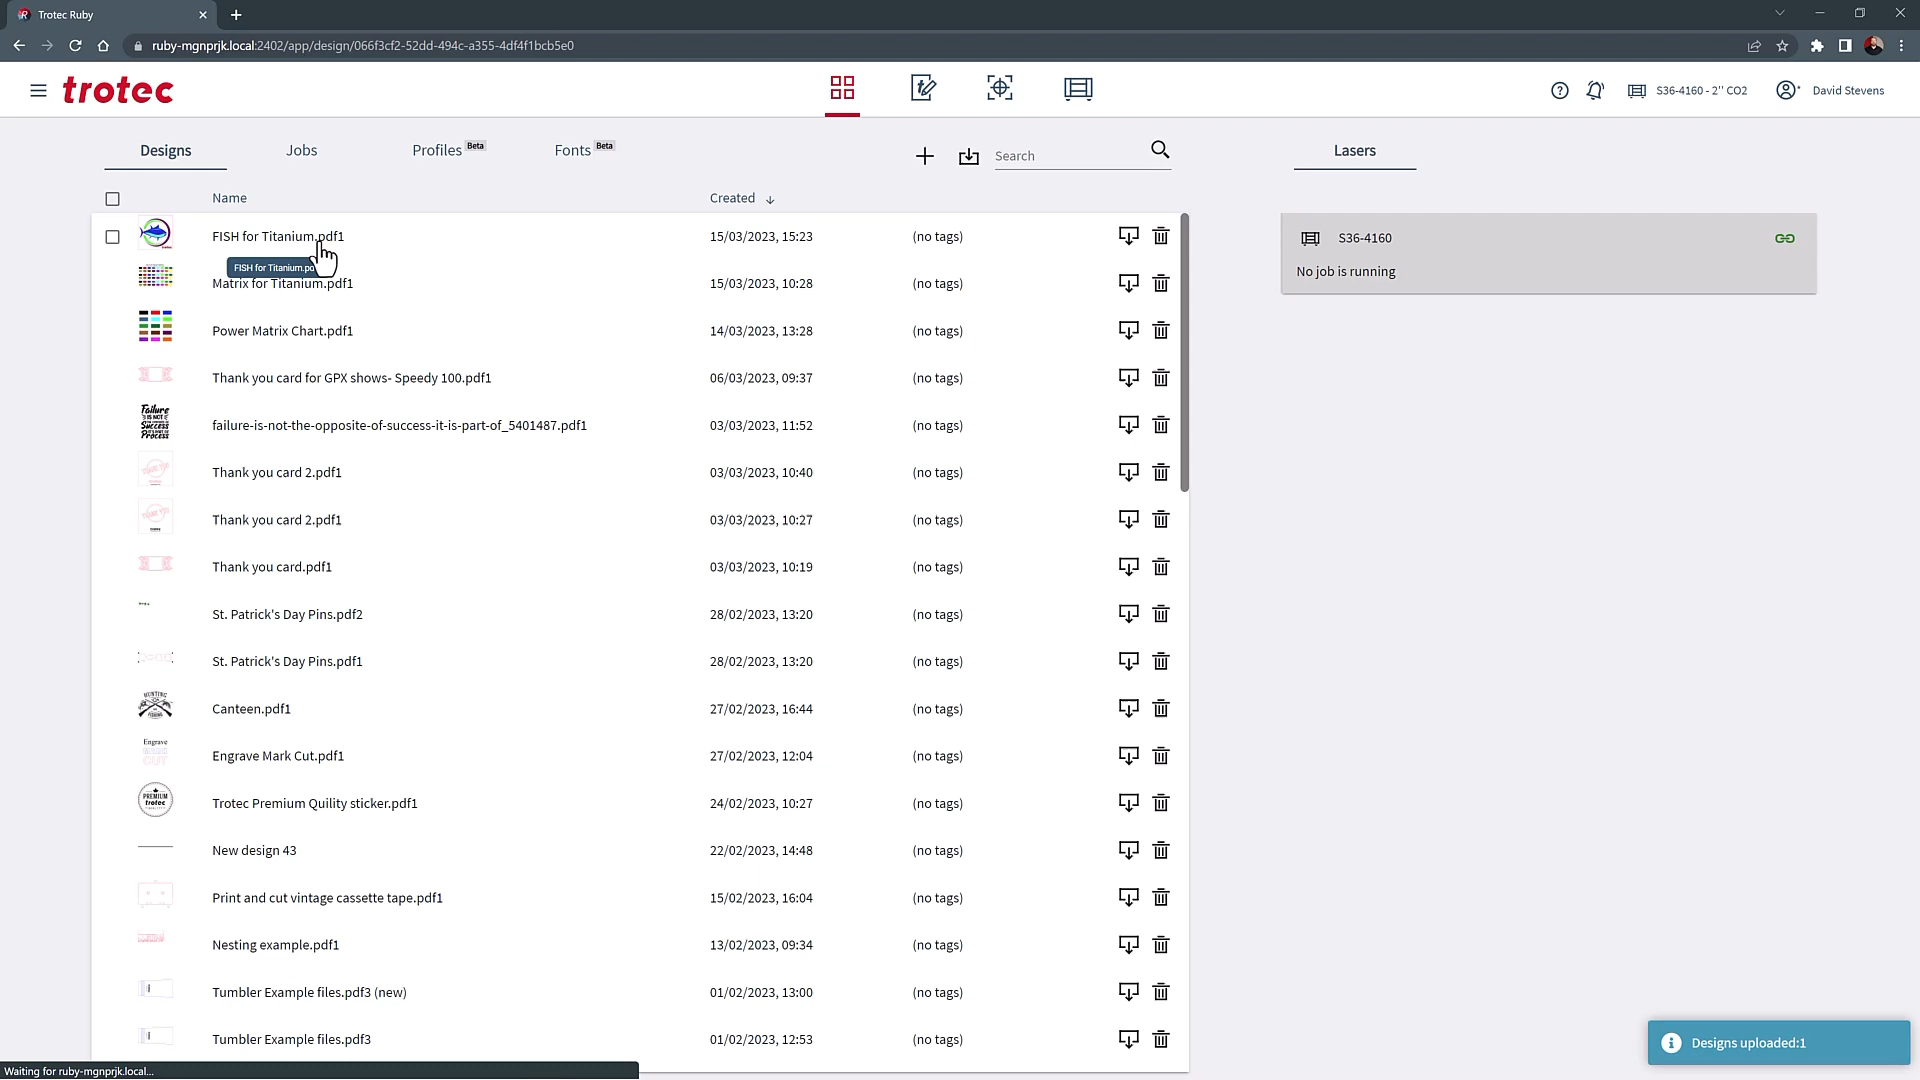 Trotec Ruby
ruby-mgnprjk.local:2402/app/design/066f3cf2-52dd-494c-a355-4df4f1bcb5e0
trotec
S36-4160 - 2'' CO2
David Stevens
Designs
Jobs
Profiles Beta
Fonts Beta
Search
Lasers
Name
Created
FISH for Titanium.pdf1
15/03/2023, 15:23
(no tags)
S36-4160
No job is running
FISH for Titanium.pd
Matrix for Titanium.pdf1
15/03/2023, 10:28
(no tags)
Power Matrix Chart.pdf1
14/03/2023, 13:28
(no tags)
Thank you card for GPX shows- Speedy 100.pdf1
06/03/2023, 09:37
(no tags)
failure-is-not-the-opposite-of-success-it-is-part-of_5401487.pdf1
03/03/2023, 11:52
(no tags)
Thank you card 2.pdf1
03/03/2023, 10:40
(no tags)
Thank you card 2.pdf1
03/03/2023, 10:27
(no tags)
Thank you card.pdf1
03/03/2023, 10:19
(no tags)
St. Patrick's Day Pins.pdf2
28/02/2023, 13:20
(no tags)
St. Patrick's Day Pins.pdf1
28/02/2023, 13:20
(no tags)
Canteen.pdf1
27/02/2023, 16:44
(no tags)
Engrave
CUT
Engrave Mark Cut.pdf1
27/02/2023, 12:04
(no tags)
PREMIUM
trotec
Trotec Premium Quility sticker.pdf1
24/02/2023, 10:27
(no tags)
New design 43
22/02/2023, 14:48
(no tags)
Print and cut vintage cassette tape.pdf1
15/02/2023, 16:04
(no tags)
Nesting example.pdf1
13/02/2023, 09:34
(no tags)
Tumbler Example files.pdf3 (new)
01/02/2023, 13:00
(no tags)
Tumbler Example files.pdf3
01/02/2023, 12:53
(no tags)
Designs uploaded:1
Waiting for ruby-mgnprjk.local...